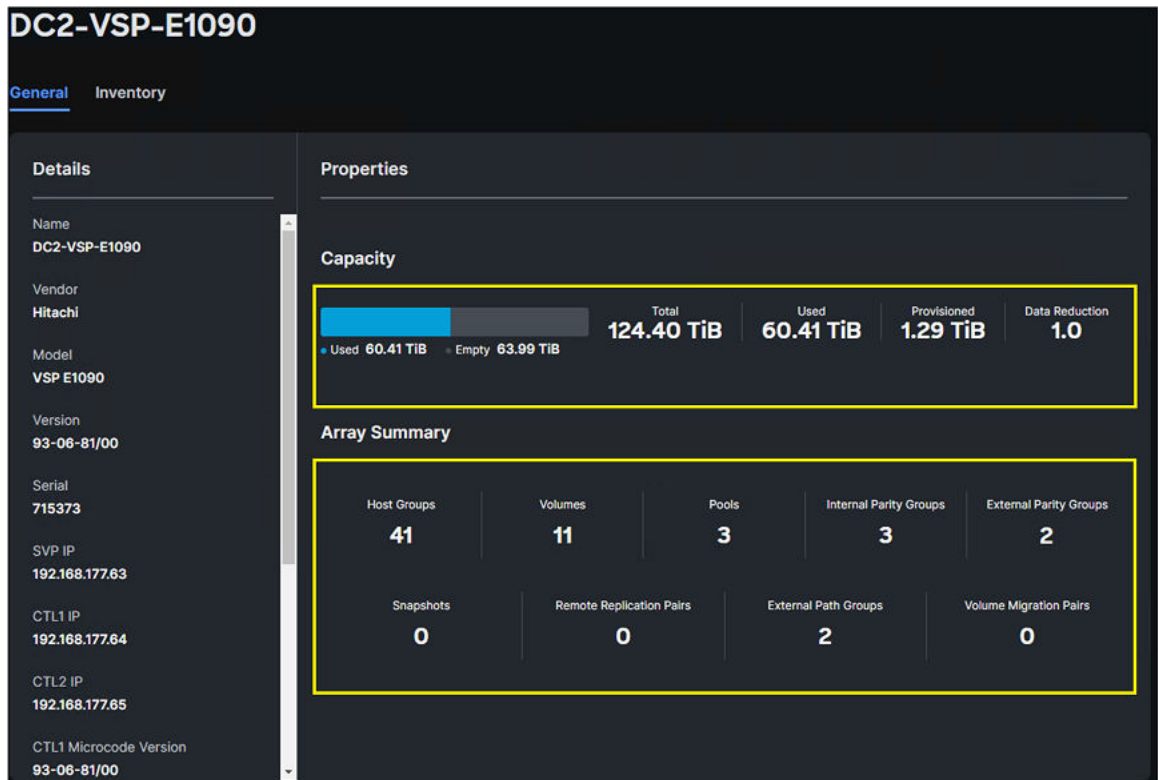 DC2-VSP-E1090
General Inventory
Details
Name
DC2-VSP-E1090
Vendor
Hitachi
Model
VSP E1090
Version
93-06-81/00
Serial
715373
SVP IP
192.168.177.63
CTL1 IP
192.168.177.64
CTL2 IP
192.168.177.65
CTL1 Microcode Version
93-06-81/00
Properties
Capacity
Used 60.41 TiB Empty 63.99 TiB
Total
124.40 TiB
Used
60.41 TiB
Provisioned
1.29 TiB
Data Reduction
1.0
Array Summary
Host Groups
41
Volumes
11
Pools
3
Internal Parity Groups
3
External Parity Groups
2
Snapshots
0
Remote Replication Pairs
0
External Path Groups
2
Volume Migration Pairs
0